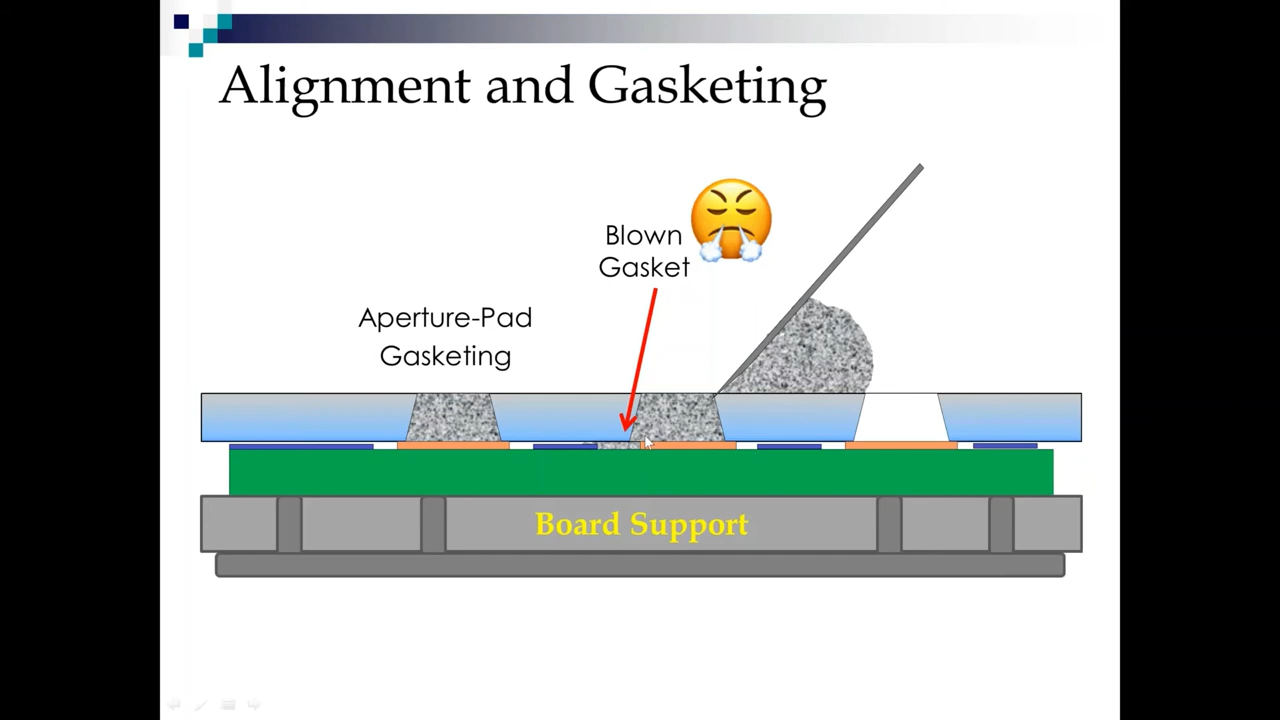 Alignment and Gasketing
Blown
Gasket
Aperture-Pad
Gasketing
Board Support